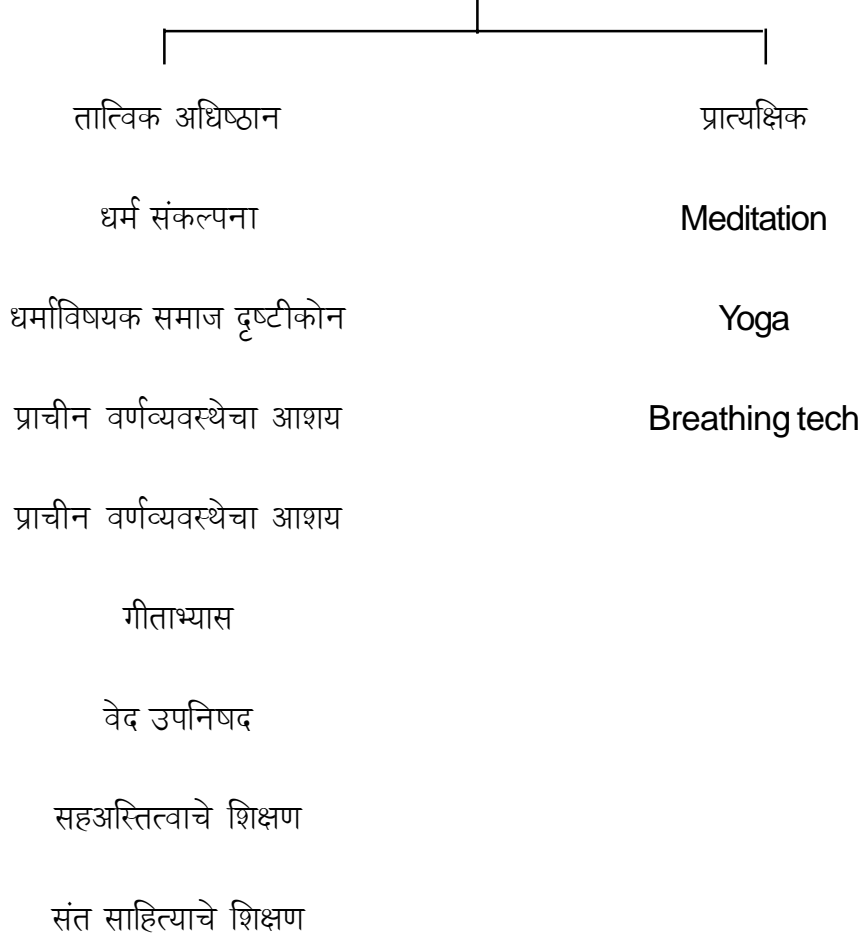 तात्विक अधिष्ठान
प्रात्यक्षिक
धर्म संकल्पना
Meditation
धर्माविषयक समाज दृष्टीकोन
Yoga
प्राचीन वर्णव्यवस्थेचा आशय
Breathing tech
प्राचीन वर्णव्यवस्थेचा आशय
गीताभ्यास
वेद उपनिषद
सहअस्तित्वाचे शिक्षण
संत साहित्याचे शिक्षण